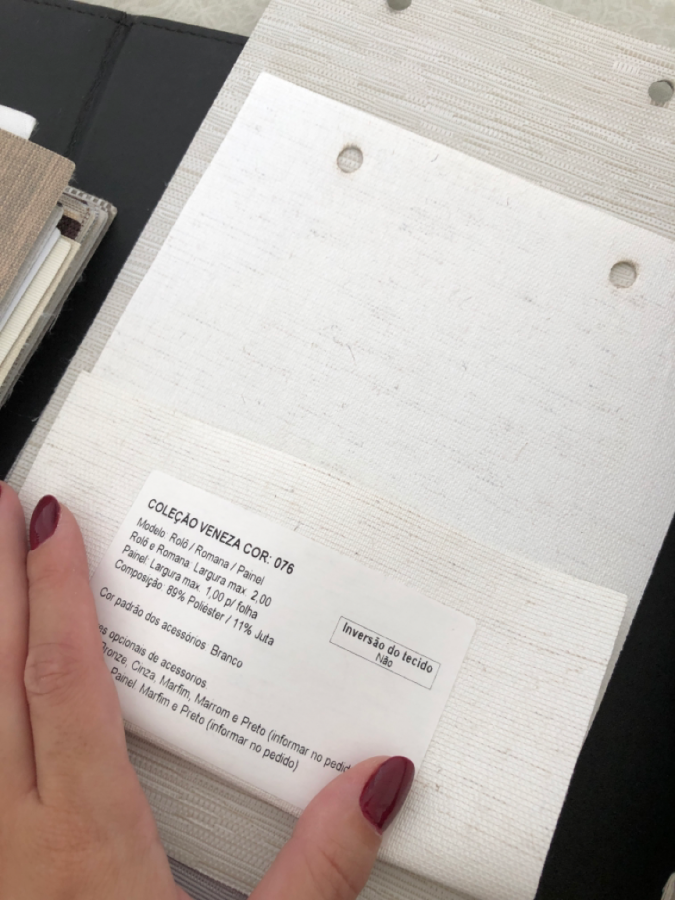 COLEÇÃO VENEZA COR: 076
Modelo: Rolô / Romana / Painel
Rolô e Romana: Largura max. 2,00
Painel: Largura max. 1,00 p/ folha
Composição: 89% Poliéster / 11% Juta
Cor padrão dos acessórios: Branco
opcionais de acessorios
Bronze, Cinza, Marfim, Marrom e Preto (informar no
Painel: Marfim e Preto (informar no pedido)
Inversão do tecido
Não